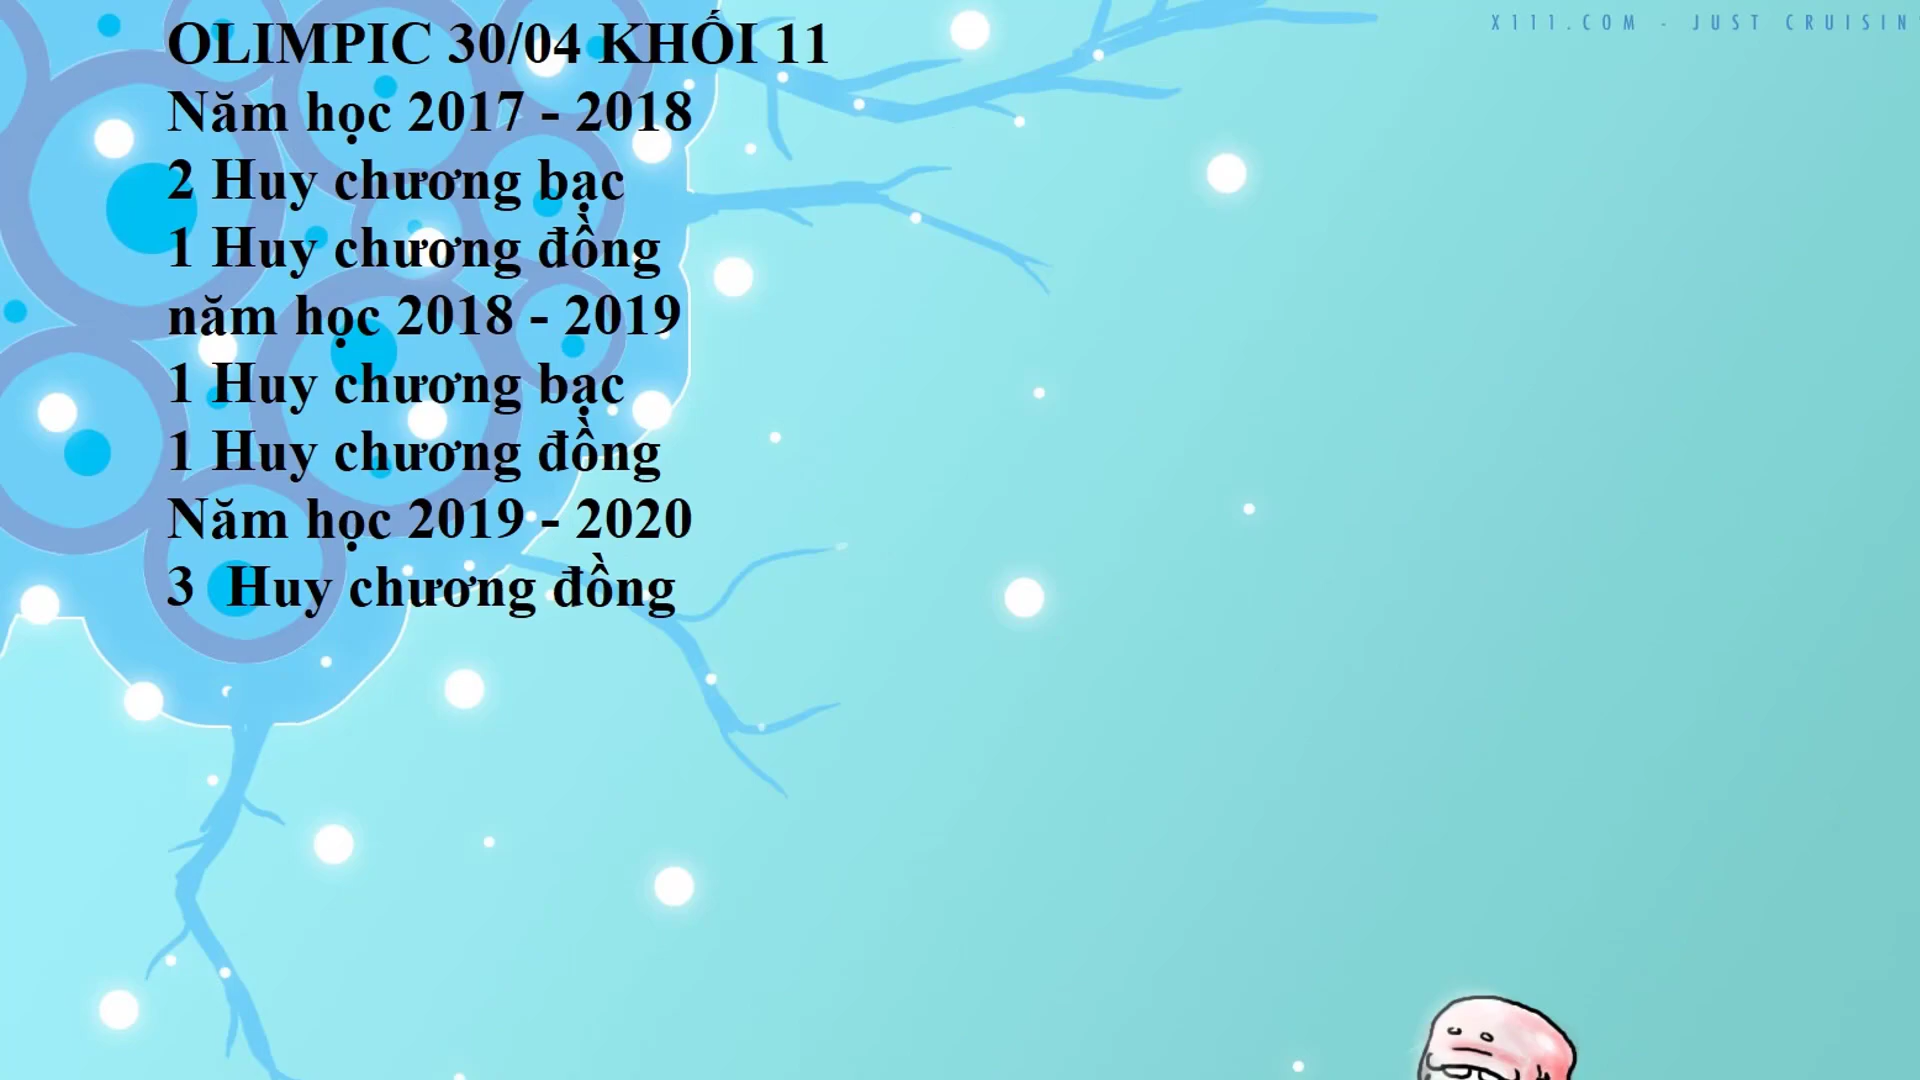 X111.COM - JUST CRUISIN
OLIMPIC 30/04 KHỐI 11
Năm học 2017 - 2018
2 Huy chương bạc
1 Huy chương đồng
năm học 2018 - 2019
1 Huy chương bạc
1 Huy chương đồng
Năm học 2019 - 2020
3 Huy chương đồng